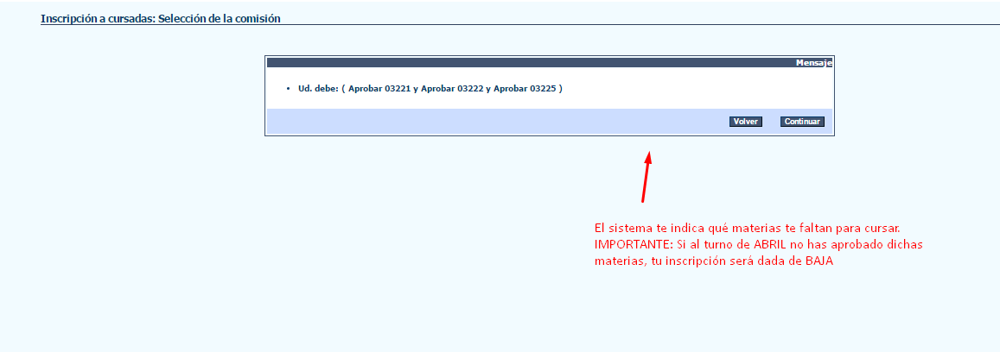 Inscripción a cursadas: Selección de la comisión
Mensaje
• Ud. debe: ( Aprobar 03221 y Aprobar 03222 y Aprobar 03225 )
Volver Continuar
El sistema te indica qué materias te faltan para cursar.
IMPORTANTE: Si al turno de ABRIL no has aprobado dichas
materias, tu inscripción será dada de BAJA